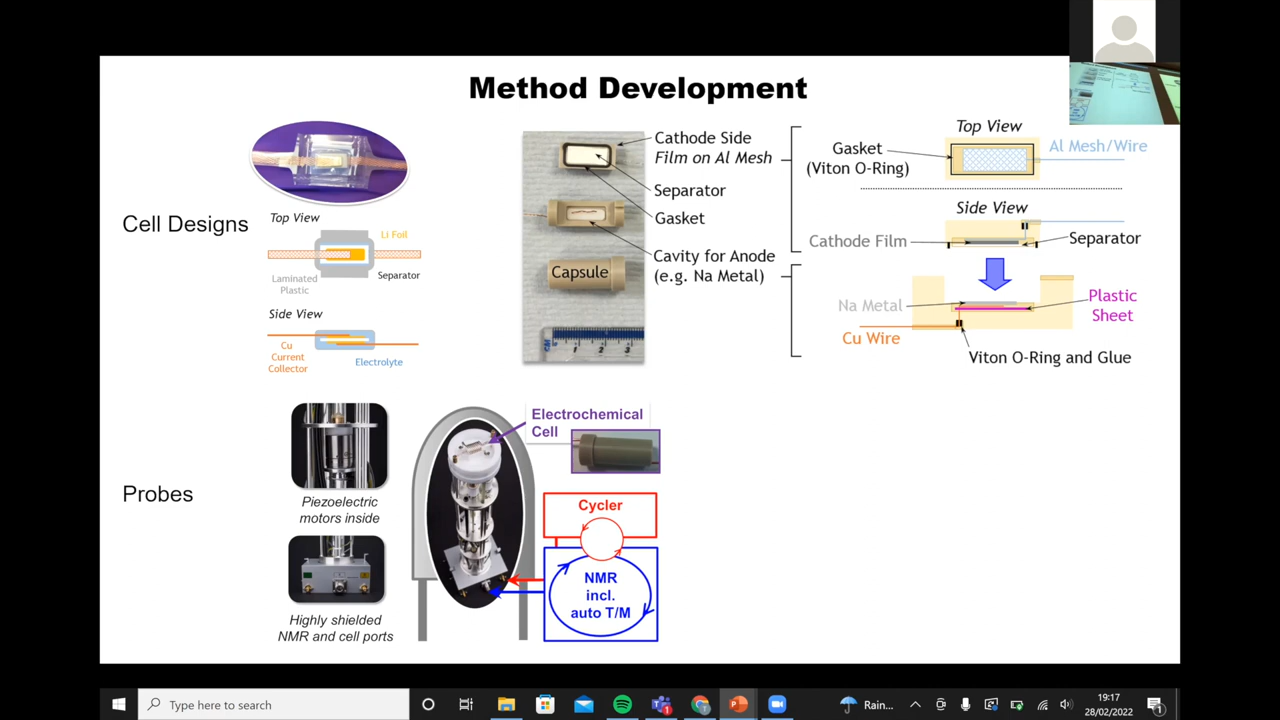 Method Development
Cell Designs
Top View
Li Foil
Laminated
Plastic
Separator
Side View
Cu
Current
Collector
Electrolyte
Cathode Side
Film on Al Mesh
Separator
Gasket
Cavity for Anode
(e.g. Na Metal)
Capsule
CM
1 2 3
Top View
Gasket
(Viton O-Ring)
Al Mesh/Wire
Side View
Cathode Film
Separator
Na Metal
Plastic
Sheet
Cu Wire
Viton O-Ring and Glue
Probes
Piezoelectric
motors inside
Highly shielded
NMR and cell ports
Electrochemical
Cell
Cycler
NMR
incl.
auto T/M
Type here to search
Rain...
19:17
28/02/2022